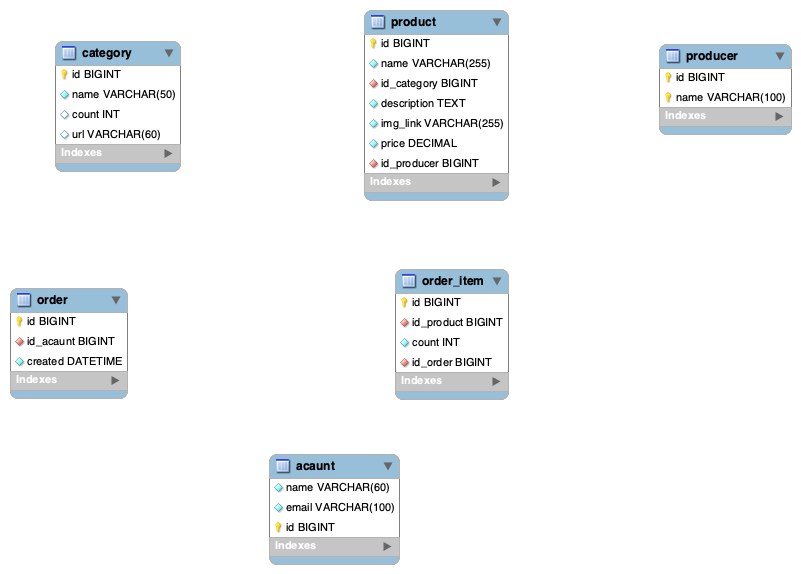 category
id BIGINT
name VARCHAR(50)
count INT
url VARCHAR(60)
Indexes
product
id BIGINT
name VARCHAR(255)
id_category BIGINT
description TEXT
img_link VARCHAR(255)
price DECIMAL
id_producer BIGINT
Indexes
producer
id BIGINT
name VARCHAR(100)
Indexes
order
id BIGINT
id_acaunt BIGINT
created DATETIME
Indexes
order_item
id BIGINT
id_product BIGINT
count INT
id_order BIGINT
Indexes
acaunt
name VARCHAR(60)
email VARCHAR(100)
id BIGINT
Indexes